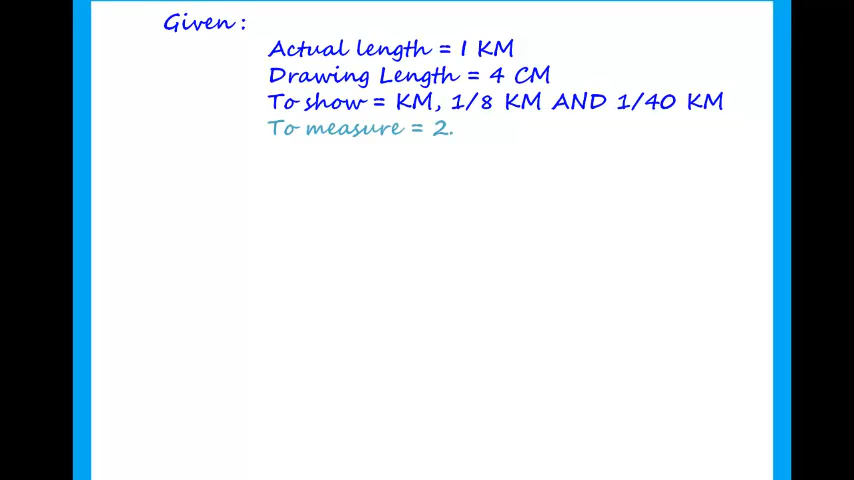 Given :
Actual length = 1 KM
Drawing Length = 4 CM
To show = KM, 1/8 KM AND 1/40 KM
To measure = 2.